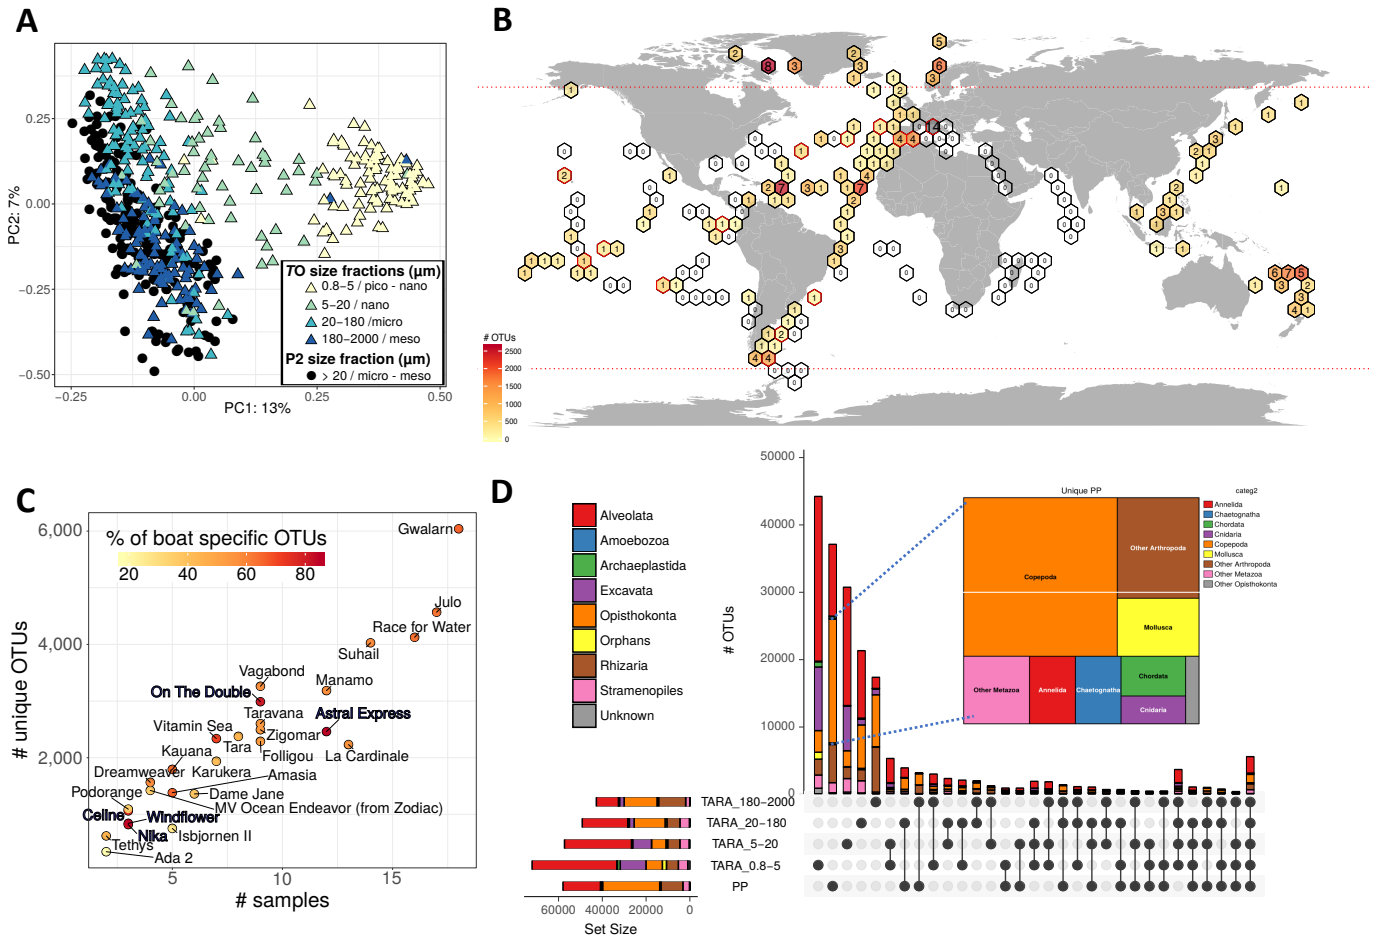 A
PC2: 7%
0.25
0.00
−0.25
−0.50
−0.25
0.00
0.25
0.50
PC1: 13%
TO size fractions (µm)
0.8−5 / pico - nano
5−20 / nano
20−180 /micro
180−2000 / meso
P2 size fraction (µm)
> 20 / micro - meso
B
# OTUs
2500
2000
1500
1000
500
0
C
# unique OTUs
6,000
4,000
2,000
% of boat specific OTUs
20 40 60 80
Gwalarn
Julo
Race for Water
Suhail
Vagabond
Manamo
On The Double
Astral Express
Taravana
Vitamin Sea
Zigomar
Tara
La Cardinale
Kauana
Folligou
Dreamweaver
Karukera
Amasia
Podorange
Dame Jane
MV Ocean Endeavor (from Zodiac)
Celine
Windflower
Nika
Isbjornen II
Tethys
Ada 2
5 10 15
# samples
D
Alveolata
Amoebozoa
Archaeplastida
Excavata
Opisthokonta
Orphans
Rhizaria
Stramenopiles
Unknown
# OTUs
50000
40000
30000
20000
10000
0
Unique PP
Copepoda
Other Arthropoda
Mollusca
Other Metazoa
Annelida
Chaetognatha
Chordata
Cnidaria
categ2
Annelida
Chaetognatha
Chordata
Cnidaria
Copepoda
Mollusca
Other Arthropoda
Other Metazoa
Other Opisthokonta
TARA_180−2000
TARA_20−180
TARA_5−20
TARA_0.8−5
PP
60000 40000 20000 0
Set Size